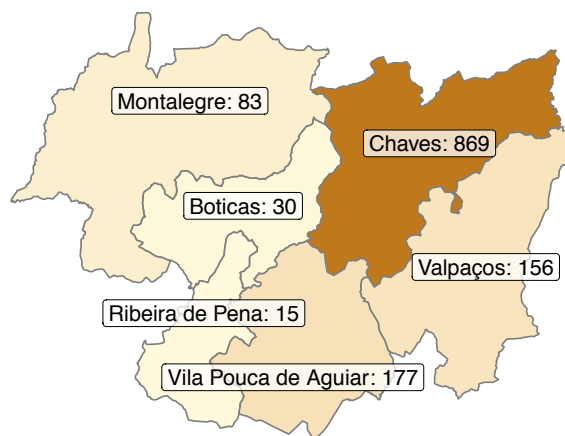 Montalegre: 83
Chaves: 869
Boticas: 30
Valpaços: 156
Ribeira de Pena: 15
Vila Pouca de Aguiar: 177